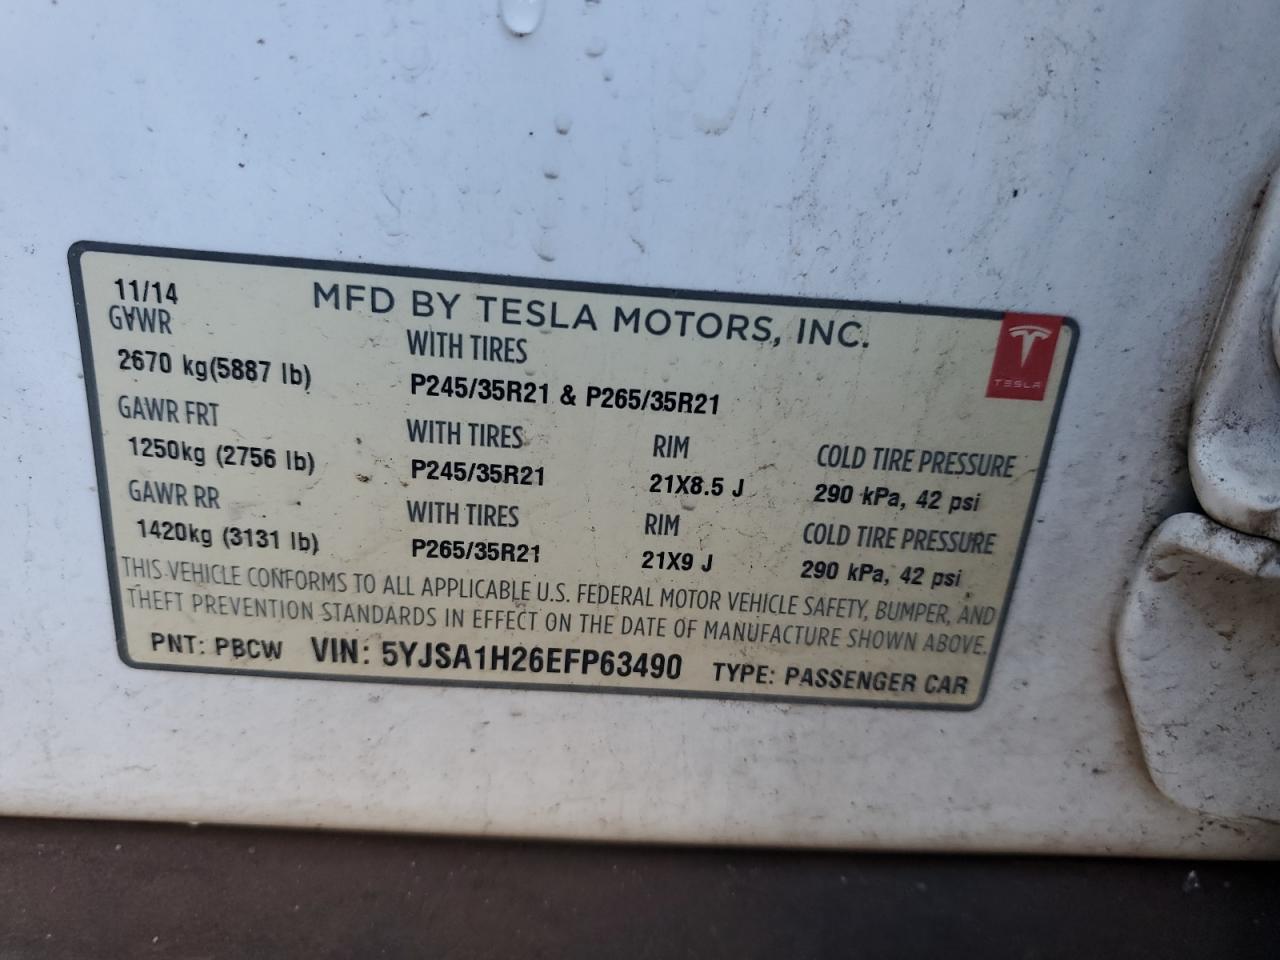 11/14 MFD BY TESLA MOTORS, INC.
GVWR WITH TIRES
2670 kg(5887 lb) P245/35R21 & P265/35R21
TESLA
GAWR FRT WITH TIRES RIM COLD TIRE PRESSURE
1250kg (2756 lb) P245/35R21 21X8.5 J 290 kPa, 42 psi
GAWR RR WITH TIRES RIM COLD TIRE PRESSURE
1420kg (3131 lb) P265/35R21 21X9 J 290 kPa, 42 psi
THIS VEHICLE CONFORMS TO ALL APPLICABLE U.S. FEDERAL MOTOR VEHICLE SAFETY, BUMPER, AND
THEFT PREVENTION STANDARDS IN EFFECT ON THE DATE OF MANUFACTURE SHOWN ABOVE.
PNT: PBCW VIN: 5YJSA1H26EFP63490 TYPE: PASSENGER CAR